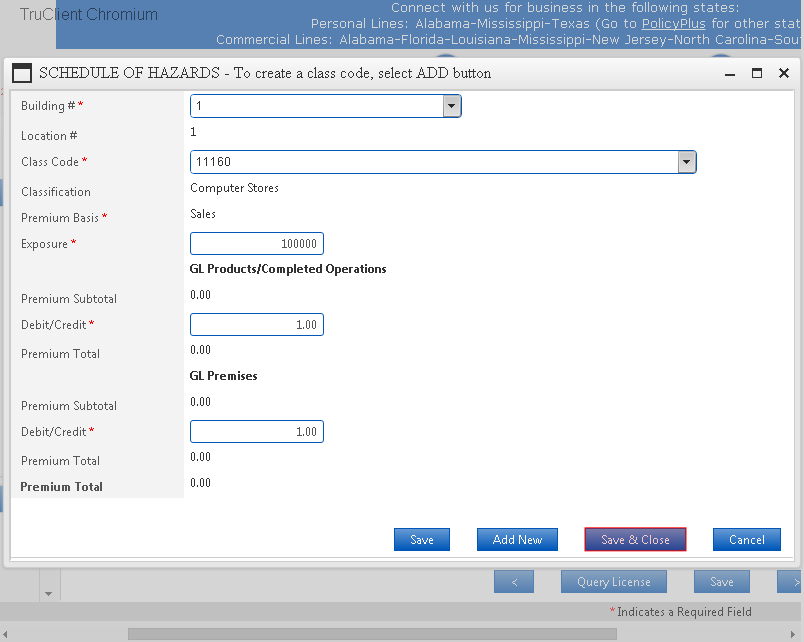 TruClient Chromium
Connect with us for business in the following states:
Personal Lines: Alabama-Mississippi-Texas (Go to PolicyPlus for other stat
Commercial Lines: Alabama-Florida-Louisiana-Mississippi-New Jersey-North Carolina-Sou
SCHEDULE OF HAZARDS - To create a class code, select ADD button
Building # * 1
Location # 1
Class Code * 11160
Classification Computer Stores
Premium Basis * Sales
Exposure * 100000
GL Products/Completed Operations
Premium Subtotal 0.00
Debit/Credit * 1.00
Premium Total 0.00
GL Premises
Premium Subtotal 0.00
Debit/Credit * 1.00
Premium Total 0.00
Premium Total 0.00
Save Add New Save & Close Cancel
< Query License Save >
* Indicates a Required Field